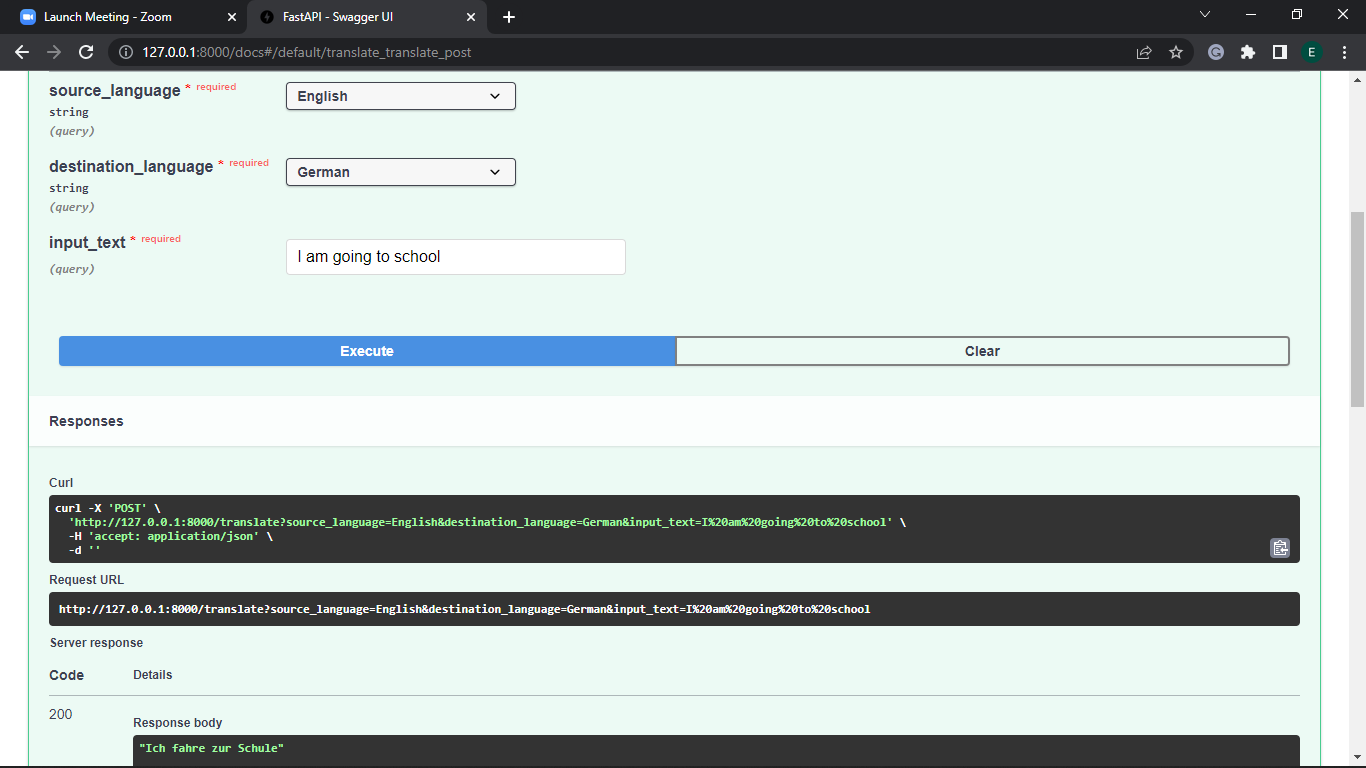 Launch Meeting - Zoom
FastAPI - Swagger UI
127.0.0.1:8000/docs#/default/translate_translate_post
E
source_language * required
English
string
(query)
destination_language * required
German
string
(query)
input_text * required
I am going to school
(query)
Execute
Clear
Responses
Curl
curl -X 'POST' \
'http://127.0.0.1:8000/translate?source_language=English&destination_language=German&input_text=I%20am%20going%20to%20school' \
-H 'accept: application/json' \
-d ''
Request URL
http://127.0.0.1:8000/translate?source_language=English&destination_language=German&input_text=I%20am%20going%20to%20school
Server response
Code Details
200
Response body
"Ich fahre zur Schule"